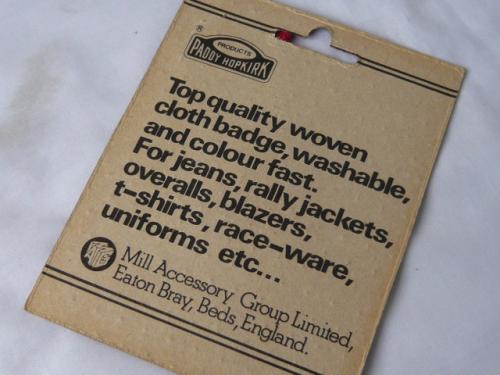 ®
PRODUCTS
PADDY HOPKIRK
Top quality woven
cloth badge, washable,
and colour fast.
For jeans, rally jackets,
overalls, blazers,
t-shirts, race-ware,
uniforms etc...
Mill Accessory Group Limited,
Eaton Bray, Beds, England.